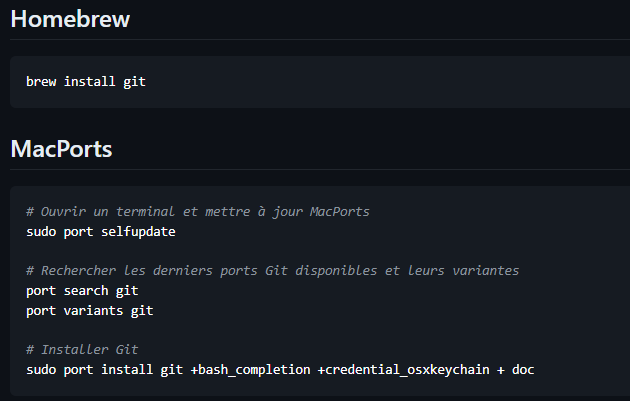 Homebrew
brew install git
MacPorts
# Ouvrir un terminal et mettre à jour MacPorts
sudo port selfupdate
# Rechercher les derniers ports Git disponibles et leurs variantes
port search git
port variants git
# Installer Git
sudo port install git +bash_completion +credential_osxkeychain + doc